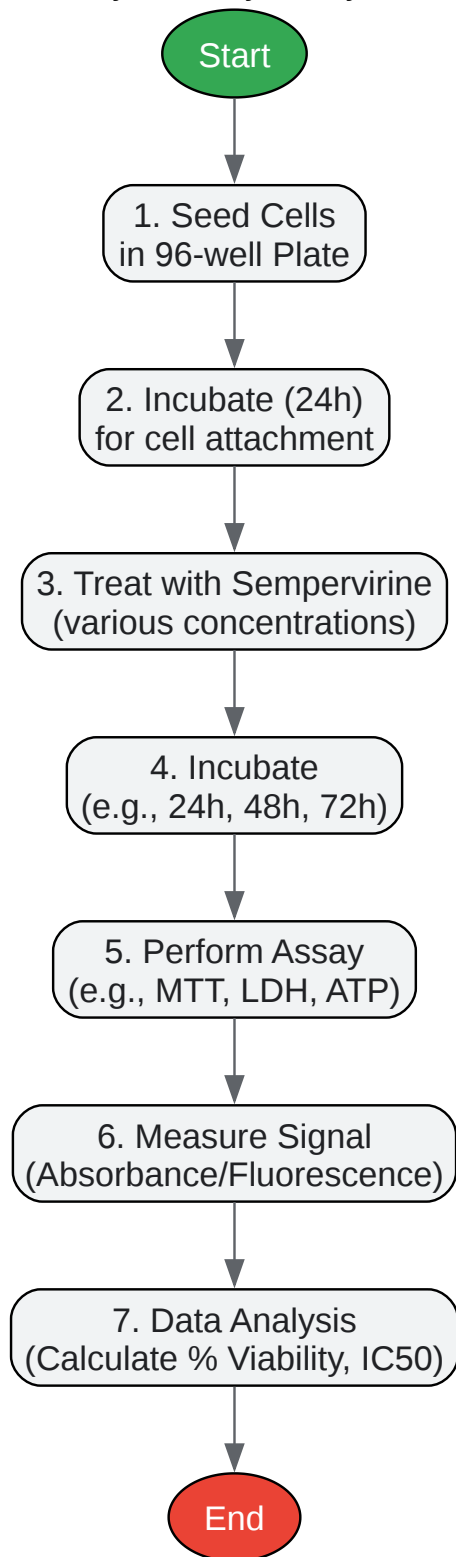 Start
1. Seed Cells
in 96-well Plate
2. Incubate (24h)
for cell attachment
3. Treat with Sempervirine
(various concentrations)
4. Incubate
(e.g., 24h, 48h, 72h)
5. Perform Assay
(e.g., MTT, LDH, ATP)
6. Measure Signal
(Absorbance/Fluorescence)
7. Data Analysis
(Calculate % Viability, IC50)
End